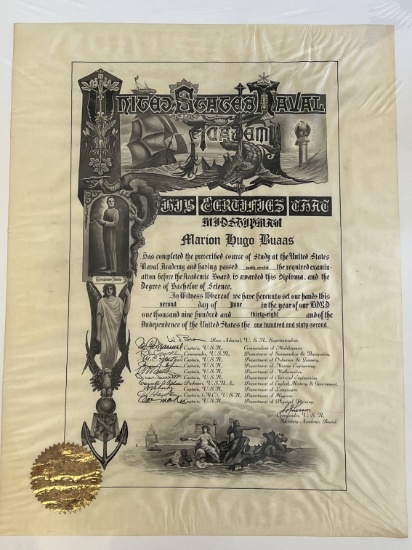 United States Naval
Academy
This Certifies That
MIDSHIPMAN
Marion Hugo Buaas
Has completed the prescribed course of Study at the United States
Naval Academy and having passed the required examina-
tion before the Academic Board is awarded this Diploma, and the
Degree of Bachelor of Science.
In Witness Whereof we have hereunto set our hands this
second day of June in the year of our LORD
one thousand nine hundred and thirty-eight and of the
Independence of the United States the one hundred and sixty-second.
Rear Admiral, U.S.N. Superintendent.
Captain, U.S.N. Commandant of Midshipmen.
Commander, U.S.N. Department of Seamanship & Navigation.
Captain, U.S.N. Department of Ordnance & Gunnery.
Captain, U.S.N. Department of Marine Engineering.
Captain, U.S.N. Department of Mathematics.
Captain, U.S.N. Department of Electrical Engineering.
Professor, U.S.N.A. Department of English, History & Government.
Captain, U.S.N. Department of Languages.
Captain, (M.C.), U.S.N. Department of Hygiene.
Captain, U.S.N. Department of Physical Training.
Commander, U.S.N.
Secretary Academic Board.